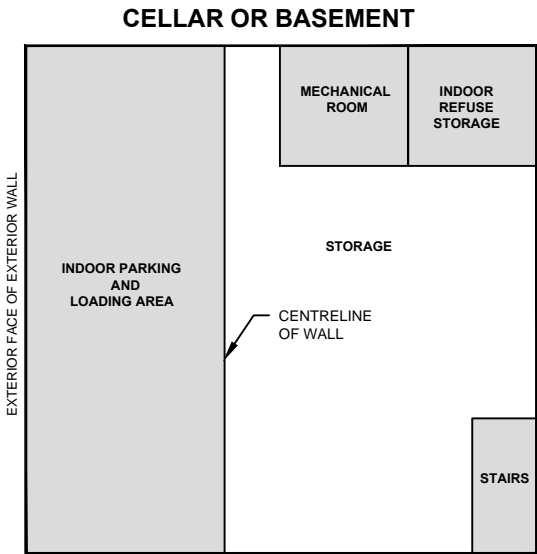 CELLAR OR BASEMENT
MECHANICAL
ROOM
INDOOR
REFUSE
STORAGE
EXTERIOR FACE OF EXTERIOR WALL
STORAGE
INDOOR PARKING
AND
LOADING AREA
CENTRELINE
OF WALL
STAIRS